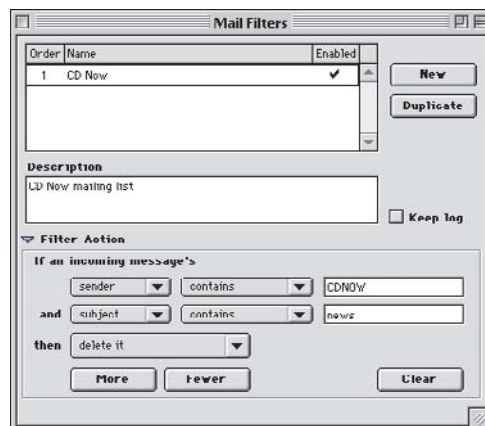 Mail Filters
Order Name Enabled
1 CD Now ✔
New
Duplicate
Description
CD Now mailing list
Keep log
Filter Action
If an incoming message's
sender contains CDNOW
and subject contains news
then delete it
More Fewer Clear